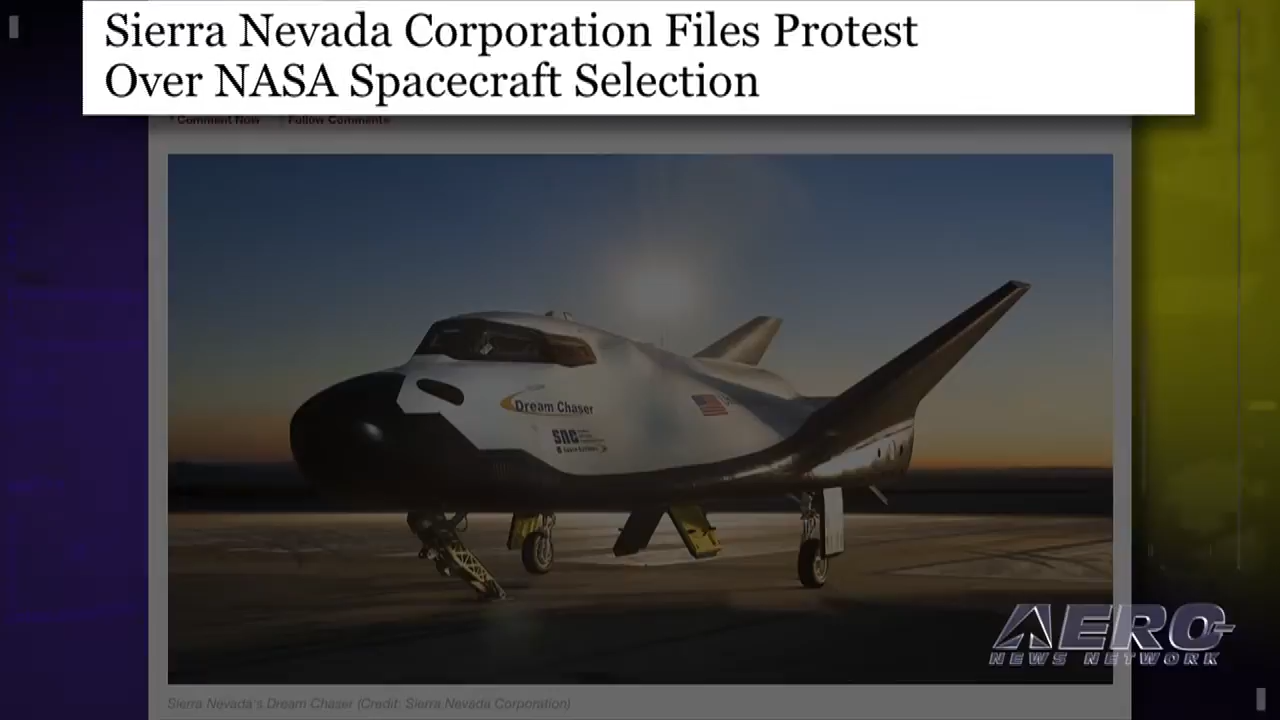 Sierra Nevada Corporation Files Protest
Over NASA Spacecraft Selection
Comment Now Follow Comments
Dream Chaser
snc
AERO
NEWS NETWORK
Sierra Nevada's Dream Chaser (Credit: Sierra Nevada Corporation)